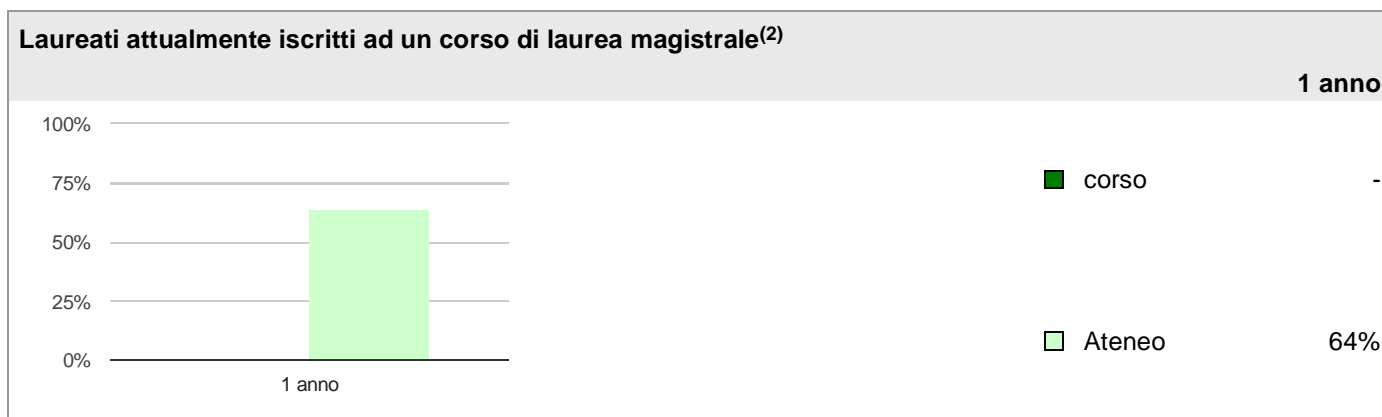 Laureati attualmente iscritti ad un corso di laurea magistrale(2)
1 anno
100%
75%
50%
25%
0%
1 anno
corso -
Ateneo 64%